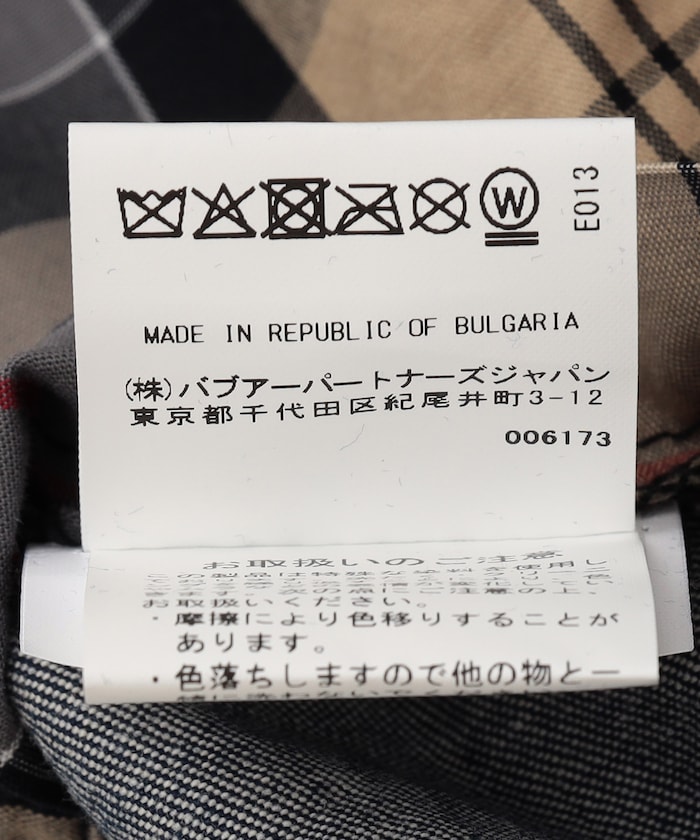 W
E013
MADE IN REPUBLIC OF BULGARIA
(株)バブアーパートナーズジャパン
東京都千代田区紀尾井町3-12
006173
お取扱いのご注意
お取扱いください。
・摩擦により色移りすることが
あります。
・色落ちしますので他の物と一